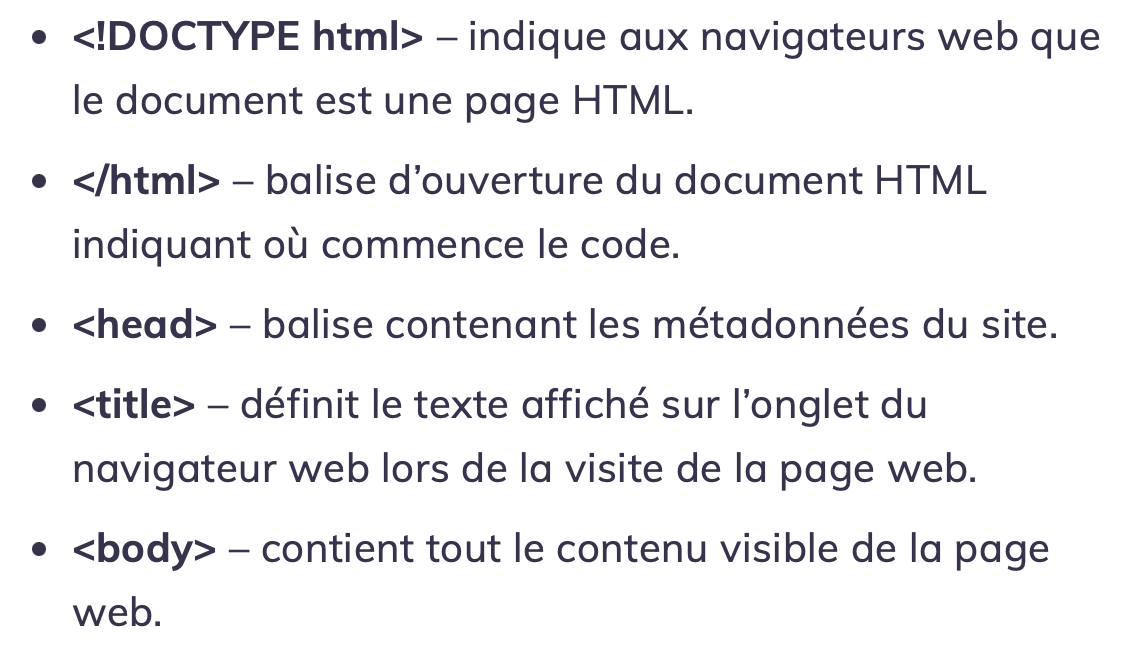 • <!DOCTYPE html> – indique aux navigateurs web que
le document est une page HTML.
• </html> – balise d’ouverture du document HTML
indiquant où commence le code.
• <head> – balise contenant les métadonnées du site.
• <title> – définit le texte affiché sur l’onglet du
navigateur web lors de la visite de la page web.
• <body> – contient tout le contenu visible de la page
web.